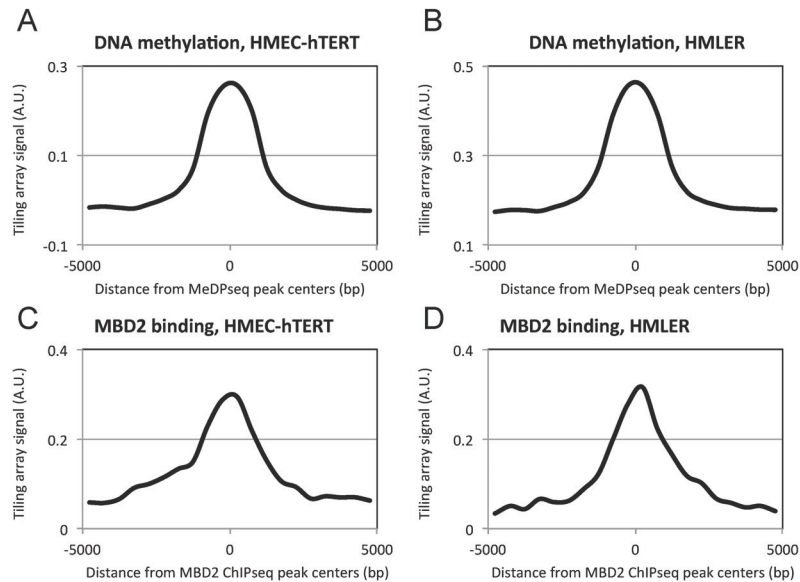 A
DNA methylation, HMEC-hTERT
Tiling array signal (A.U.)
0.3
0.1
-0.1
-5000 0 5000
Distance from MeDPseq peak centers (bp)
B
DNA methylation, HMLER
Tiling array signal (A.U.)
0.5
0.3
0.1
-5000 0 5000
Distance from MeDPseq peak centers (bp)
C
MBD2 binding, HMEC-hTERT
Tiling array signal (A.U.)
0.4
0.2
0
-5000 0 5000
Distance from MBD2 ChIPseq peak centers (bp)
D
MBD2 binding, HMLER
Tiling array signal (A.U.)
0.4
0.2
0
-5000 0 5000
Distance from MBD2 ChIPseq peak centers (bp)